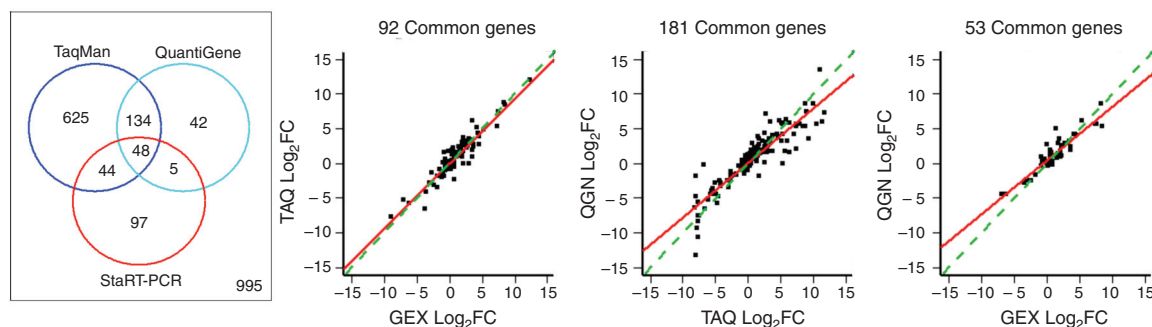 TaqMan QuantiGene
625 134 42
48
44 5
97
StaRT-PCR
995
92 Common genes
TAQ Log₂FC
15
10
5
0
−5
−10
−15
−15 −10 −5 0 5 10 15
GEX Log₂FC
181 Common genes
QGN Log₂FC
15
10
5
0
−5
−10
−15
−15 −10 −5 0 5 10 15
TAQ Log₂FC
53 Common genes
QGN Log₂FC
15
10
5
0
−5
−10
−15
−15 −10 −5 0 5 10 15
GEX Log₂FC